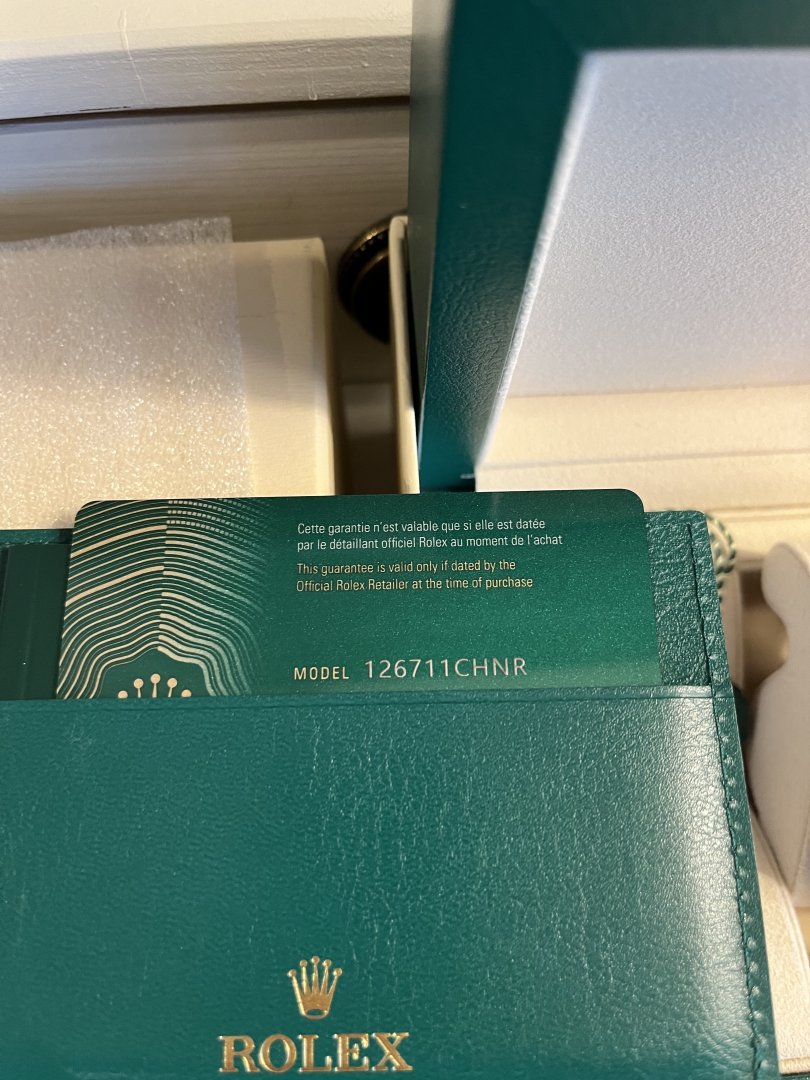 Cette garantie n'est valable que si elle est datée
par le détaillant officiel Rolex au moment de l'achat
This guarantee is valid only if dated by the
Official Rolex Retailer at the time of purchase
MODEL 126711CHNR
ROLEX